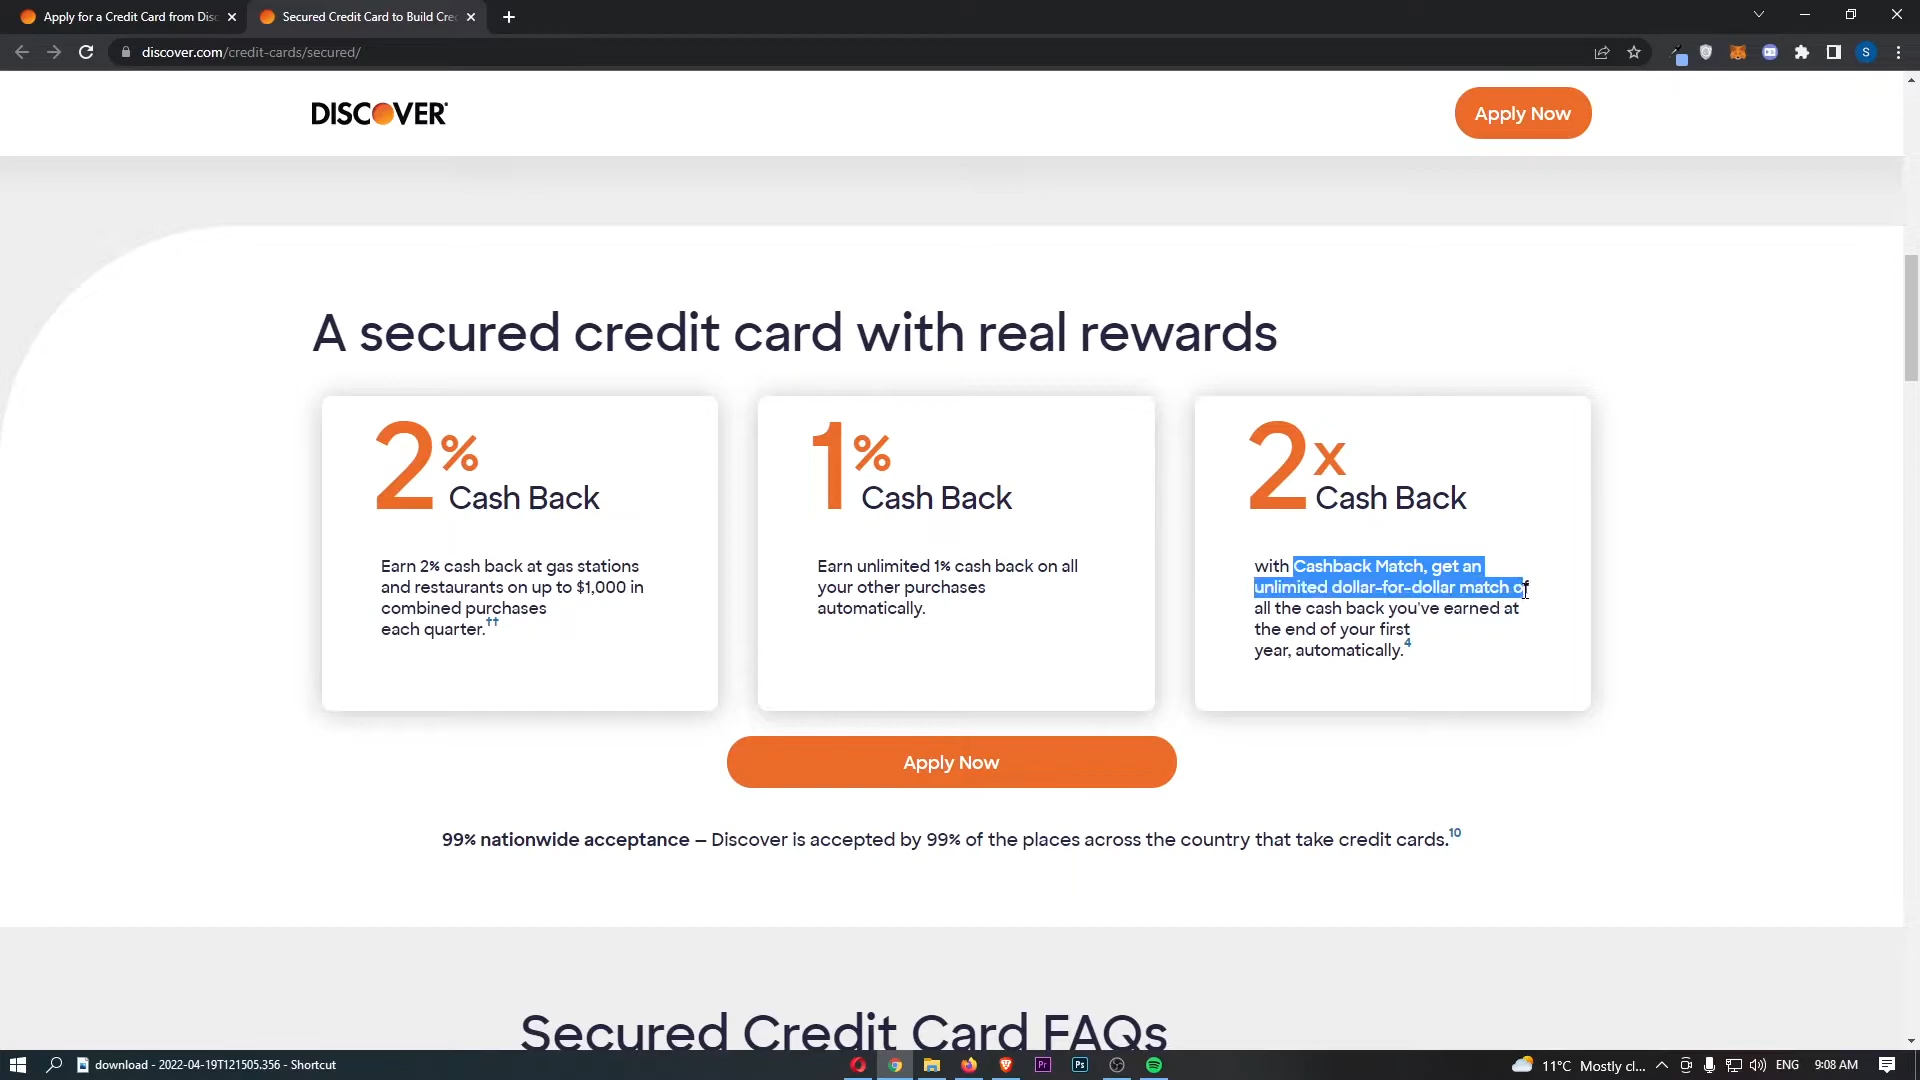 Apply for a Credit Card from Disc
Secured Credit Card to Build Cre
discover.com/credit-cards/secured/
S
DISCOVER
Apply Now
A secured credit card with real rewards
2% Cash Back
Earn 2% cash back at gas stations
and restaurants on up to $1,000 in
combined purchases
each quarter.††
1% Cash Back
Earn unlimited 1% cash back on all
your other purchases
automatically.
2x Cash Back
with Cashback Match, get an
unlimited dollar-for-dollar match of
all the cash back you've earned at
the end of your first
year, automatically.4
Apply Now
99% nationwide acceptance — Discover is accepted by 99% of the places across the country that take credit cards.10
Secured Credit Card FAQs
download - 2022-04-19T121505.356 - Shortcut
Pr
Ps
11°C Mostly cl...
ENG
9:08 AM